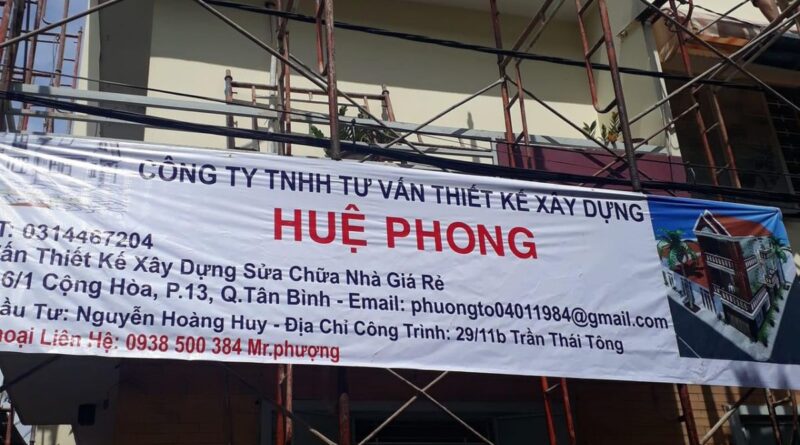 CÔNG TY TNHH TƯ VẤN THIẾT KẾ XÂY DỰNG
HUỆ PHONG
T: 0314467204
ấn Thiết Kế Xây Dựng Sửa Chữa Nhà Giá Rẻ
6/1 Cộng Hòa, P.13, Q.Tân Bình - Email: phuongto04011984@gmail.com
ầu Tư: Nguyễn Hoàng Huy - Địa Chỉ Công Trình: 29/11b Trần Thái Tông
hoại Liên Hệ: 0938 500 384 Mr.phượng